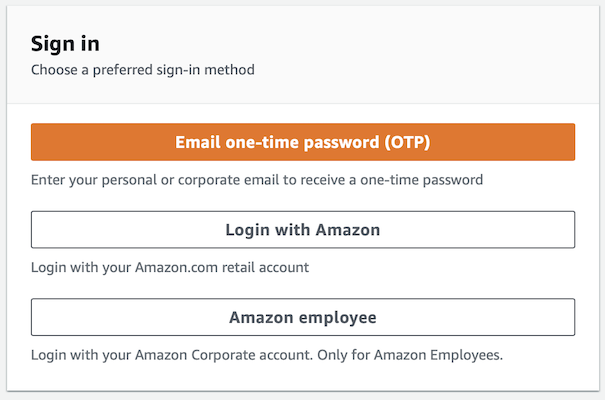 Sign in
Choose a preferred sign-in method
Email one-time password (OTP)
Enter your personal or corporate email to receive a one-time password
Login with Amazon
Login with your Amazon.com retail account
Amazon employee
Login with your Amazon Corporate account. Only for Amazon Employees.